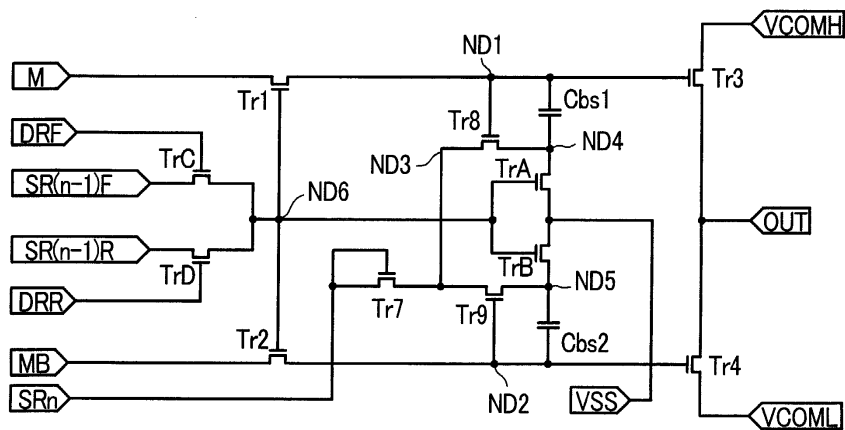 VCOMH
ND1
M
Tr1
Tr3
Cbs1
Tr8
DRF
ND4
TrC
ND3
TrA
SR(n-1)F
ND6
OUT
SR(n-1)R
TrD
TrB
ND5
DRR
Tr7
Tr9
Tr2
Cbs2
MB
Tr4
SRn
ND2
VSS
VCOML